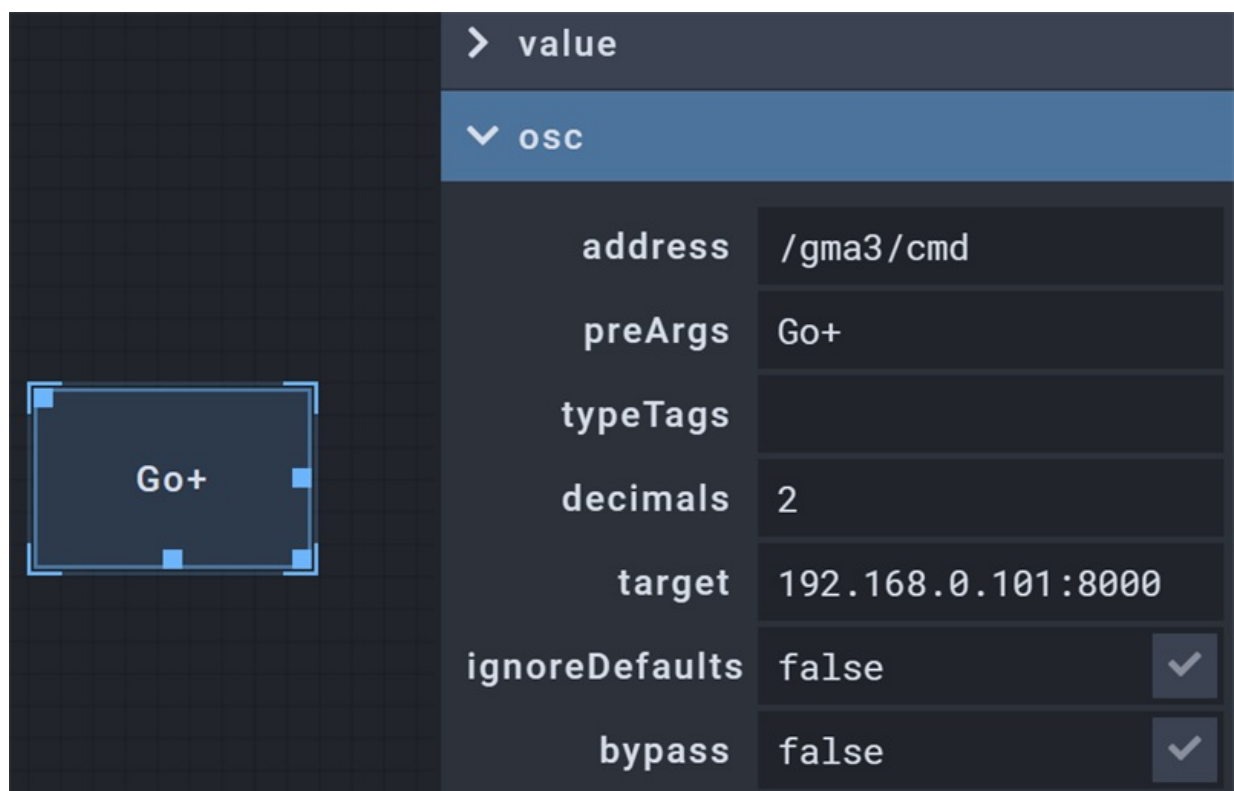 value
osc
address /gma3/cmd
preArgs Go+
typeTags
Go+
decimals 2
target 192.168.0.101:8000
ignoreDefaults false
bypass false